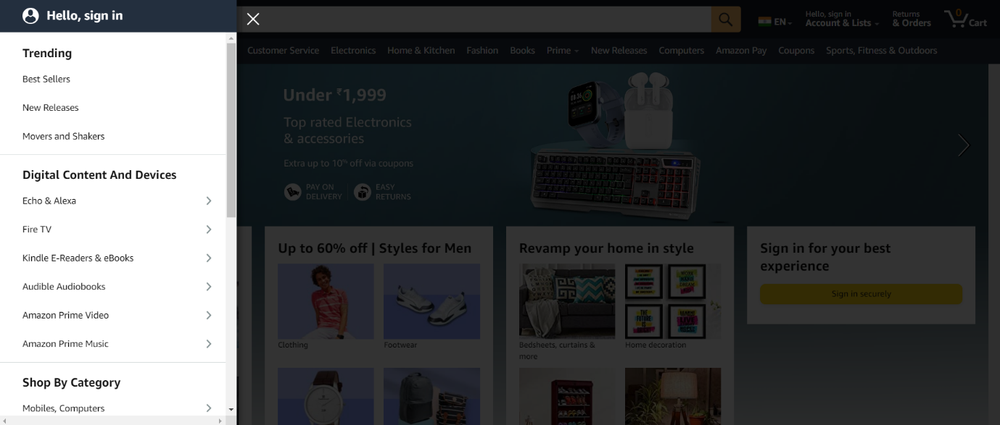 Hello, sign in
Trending
Best Sellers
New Releases
Movers and Shakers
Digital Content And Devices
Echo & Alexa
Fire TV
Kindle E-Readers & eBooks
Audible Audiobooks
Amazon Prime Video
Amazon Prime Music
Shop By Category
Mobiles, Computers
EN
Hello, sign in
Account & Lists
Returns
& Orders
0
Cart
Customer Service Electronics Home & Kitchen Fashion Books Prime New Releases Computers Amazon Pay Coupons Sports, Fitness & Outdoors
Under ₹1,999
Top rated Electronics
& accessories
Extra up to 10% off via coupons
PAY ON
DELIVERY
EASY
RETURNS
Up to 60% off | Styles for Men
Clothing
Footwear
Revamp your home in style
Bedsheets, curtains &
more
Home decoration
Sign in for your best
experience
Sign in securely